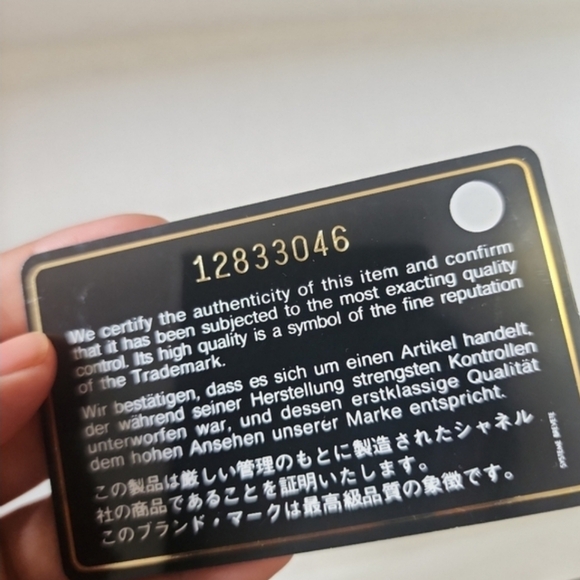 12833046
We certify the authenticity of this item and confirm
that it has been subjected to the most exacting quality
control. Its high quality is a symbol of the fine reputation
of the Trademark.
Wir bestätigen, dass es sich um einen Artikel handelt,
der während seiner Herstellung strengsten Kontrollen
unterworfen war, und dessen erstklassige Qualität
dem hohen Ansehen unserer Marke entspricht.
この製品は厳しい管理のもとに製造されたシャネル
社の商品であることを証明いたします。
このブランド・マークは最高級品質の象徴です。